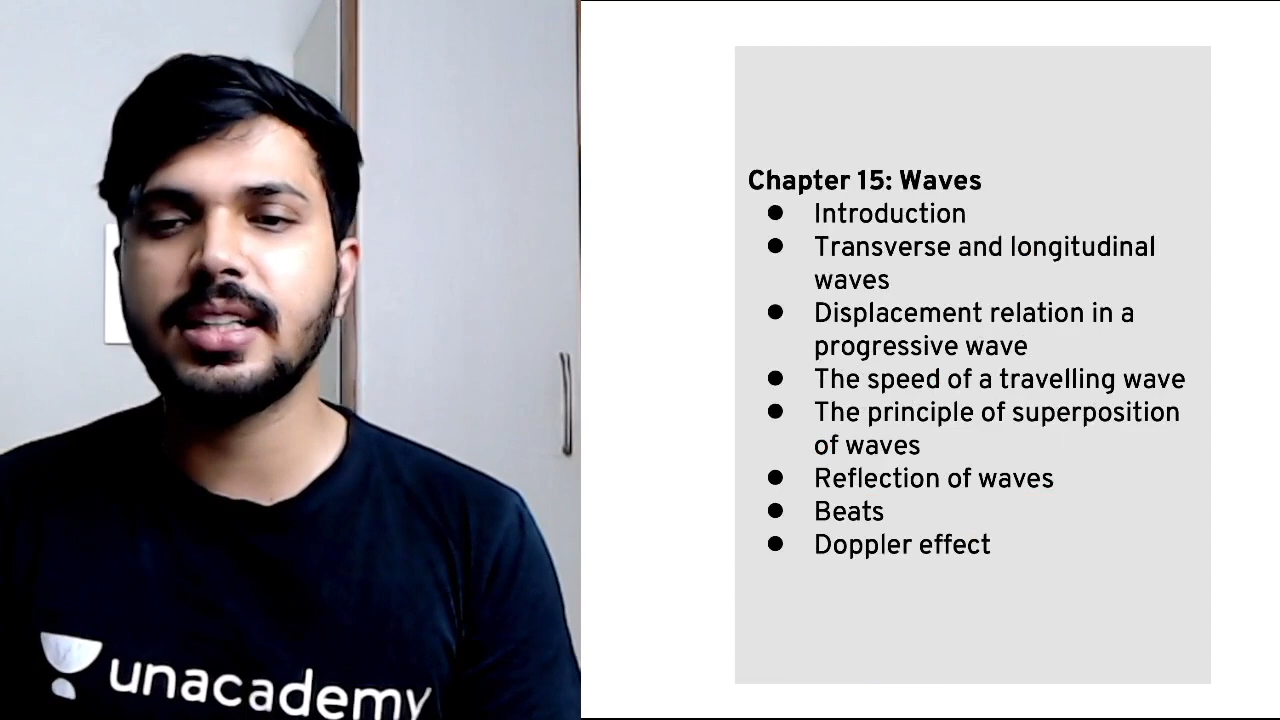 Chapter 15: Waves
● Introduction
● Transverse and longitudinal
waves
● Displacement relation in a
progressive wave
● The speed of a travelling wave
● The principle of superposition
of waves
● Reflection of waves
● Beats
● Doppler effect
unacademy